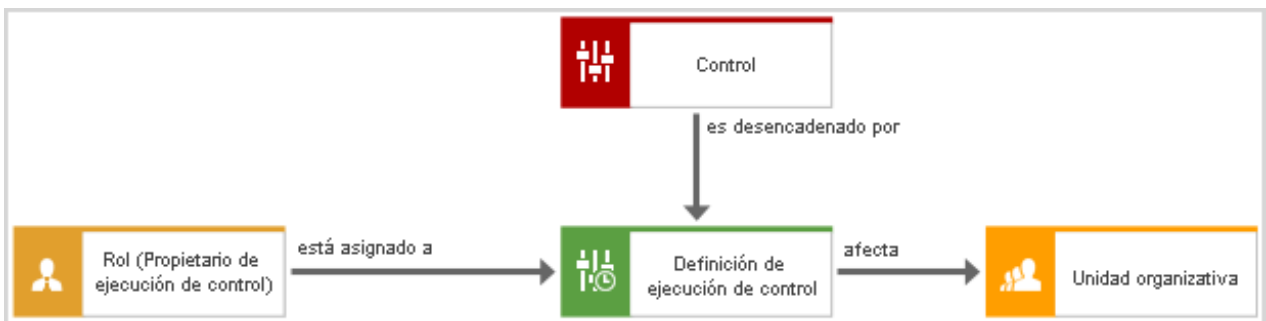 Control
es desencadenado por
Rol (Propietario de
ejecución de control)
está asignado a
Definición de
ejecución de control
afecta
Unidad organizativa